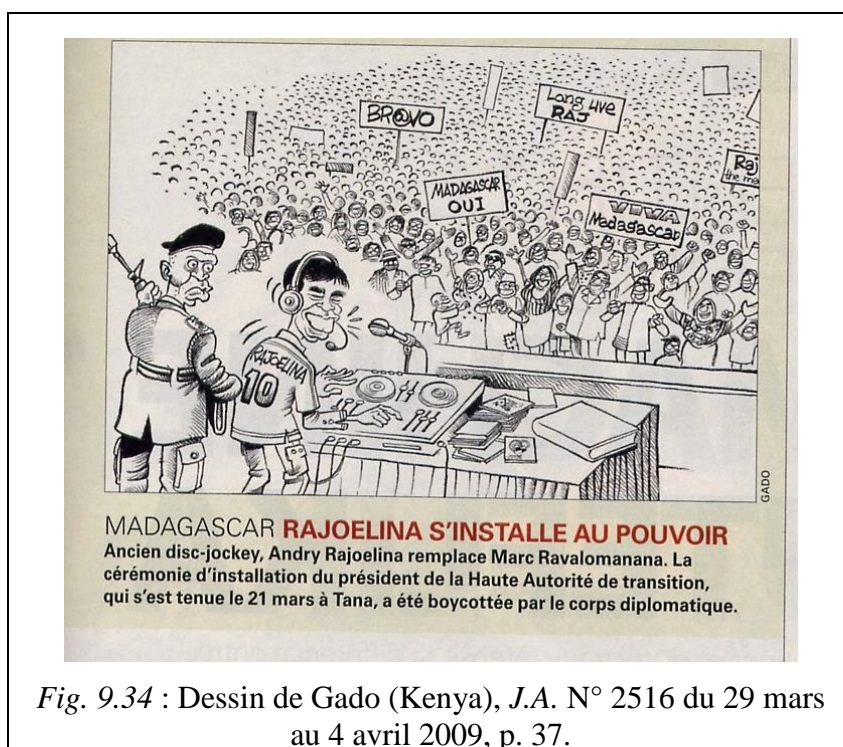 BR@VO
Long live
RAJ
MADAGASCAR
OUI
VIVA
Madagascar
Raj
the
RAJOELINA
10
GADO
MADAGASCAR RAJOELINA S'INSTALLE AU POUVOIR
Ancien disc-jockey, Andry Rajoelina remplace Marc Ravalomanana. La
cérémonie d'installation du président de la Haute Autorité de transition,
qui s'est tenue le 21 mars à Tana, a été boycottée par le corps diplomatique.
Fig. 9.34 : Dessin de Gado (Kenya), J.A. N° 2516 du 29 mars
au 4 avril 2009, p. 37.